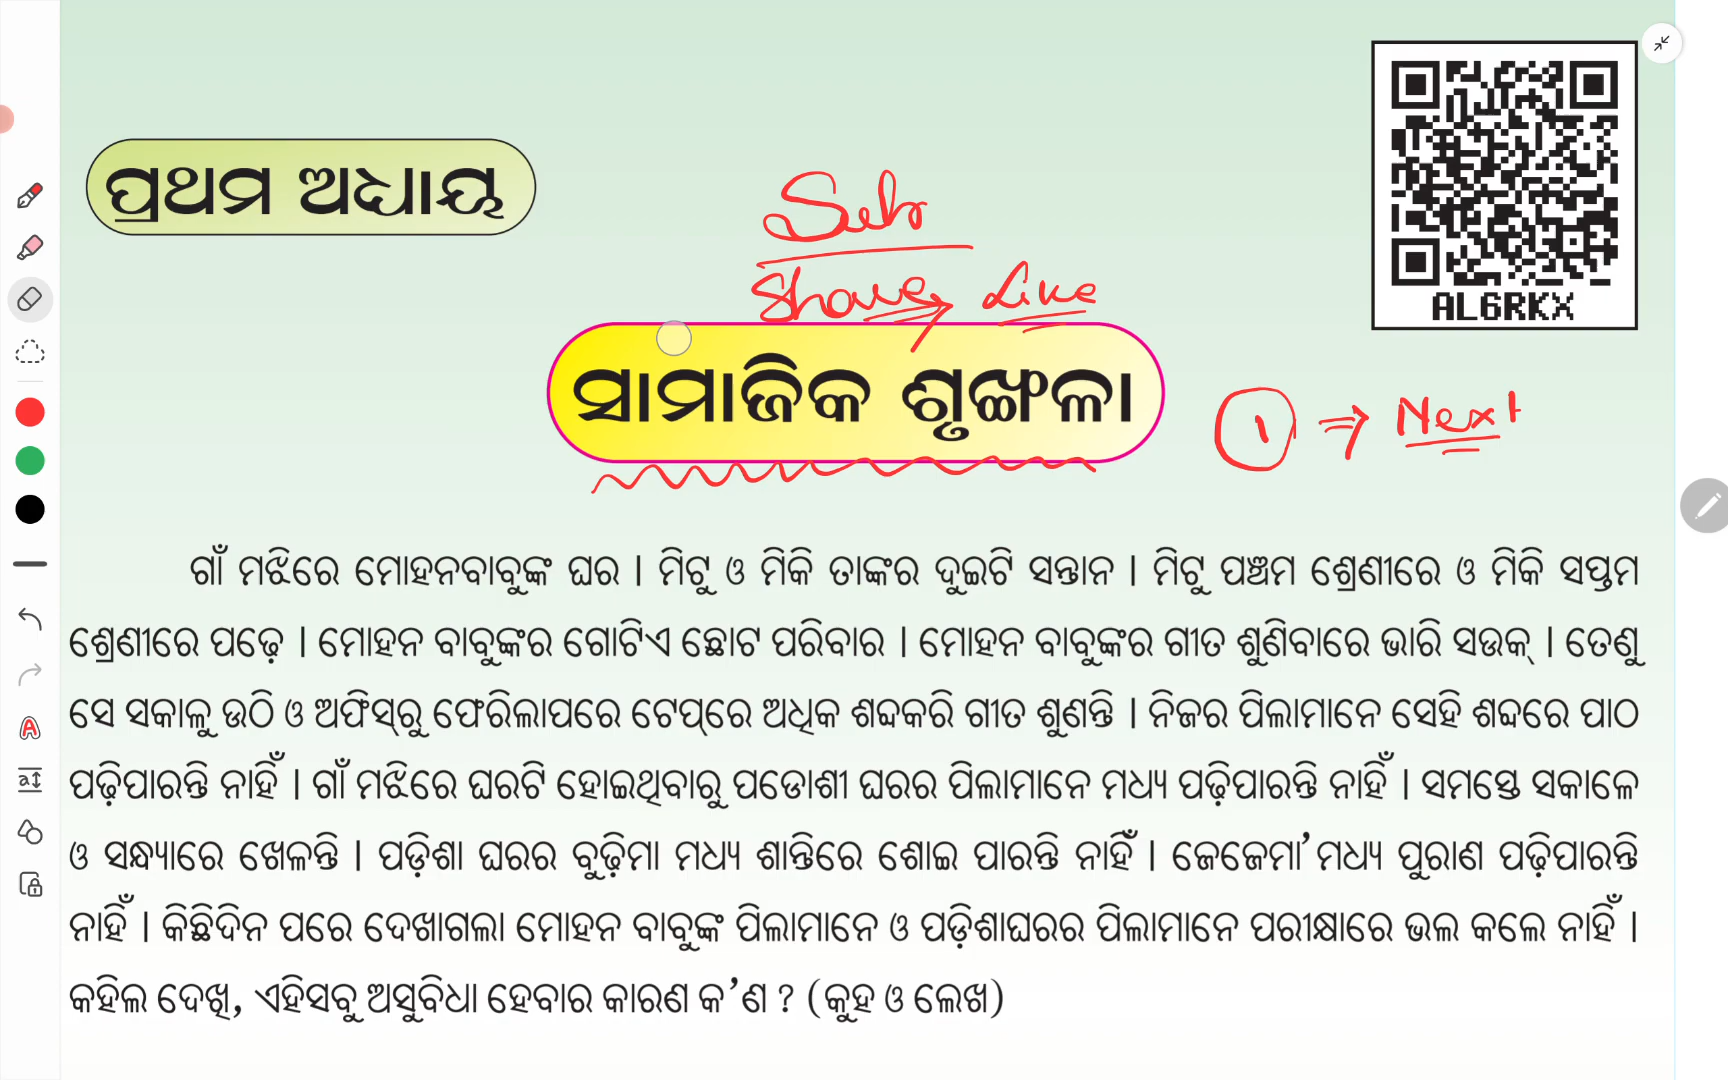 ପ୍ରଥମ ଅଧ୍ୟାୟ
Sub
Share Like
AL6RKX
ସାମାଜିକ ଶୃଙ୍ଖଳା
1 ⇒ Next
ଗାଁ ମଝିରେ ମୋହନବାବୁଙ୍କ ଘର । ମିଟୁ ଓ ମିକି ତାଙ୍କର ଦୁଇଟି ସନ୍ତାନ । ମିଟୁ ପଞ୍ଚମ ଶ୍ରେଣୀରେ ଓ ମିକି ସପ୍ତମ
ଶ୍ରେଣୀରେ ପଢ଼େ । ମୋହନ ବାବୁଙ୍କର ଗୋଟିଏ ଛୋଟ ପରିବାର । ମୋହନ ବାବୁଙ୍କର ଗୀତ ଶୁଣିବାରେ ଭାରି ସଉକ୍ । ତେଣୁ
ସେ ସକାଳୁ ଉଠି ଓ ଅଫିସ୍‌ରୁ ଫେରିଲାପରେ ଟେପ୍‌ରେ ଅଧିକ ଶବ୍ଦକରି ଗୀତ ଶୁଣନ୍ତି । ନିଜର ପିଲାମାନେ ସେହି ଶବ୍ଦରେ ପାଠ
ପଢ଼ିପାରନ୍ତି ନାହିଁ । ଗାଁ ମଝିରେ ଘରଟି ହୋଇଥିବାରୁ ପଡୋଶୀ ଘରର ପିଲାମାନେ ମଧ୍ୟ ପଢ଼ିପାରନ୍ତି ନାହିଁ । ସମସ୍ତେ ସକାଳେ
ଓ ସନ୍ଧ୍ୟାରେ ଖେଳନ୍ତି । ପଡ଼ିଶା ଘରର ବୁଢ଼ିମା ମଧ୍ୟ ଶାନ୍ତିରେ ଶୋଇ ପାରନ୍ତି ନାହିଁ । ଜେଜେମା’ ମଧ୍ୟ ପୁରାଣ ପଢ଼ିପାରନ୍ତି
ନାହିଁ । କିଛିଦିନ ପରେ ଦେଖାଗଲା ମୋହନ ବାବୁଙ୍କ ପିଲାମାନେ ଓ ପଡ଼ିଶାଘରର ପିଲାମାନେ ପରୀକ୍ଷାରେ ଭଲ କଲେ ନାହିଁ ।
କହିଲ ଦେଖି, ଏହିସବୁ ଅସୁବିଧା ହେବାର କାରଣ କ’ଣ ? (କୁହ ଓ ଲେଖ)